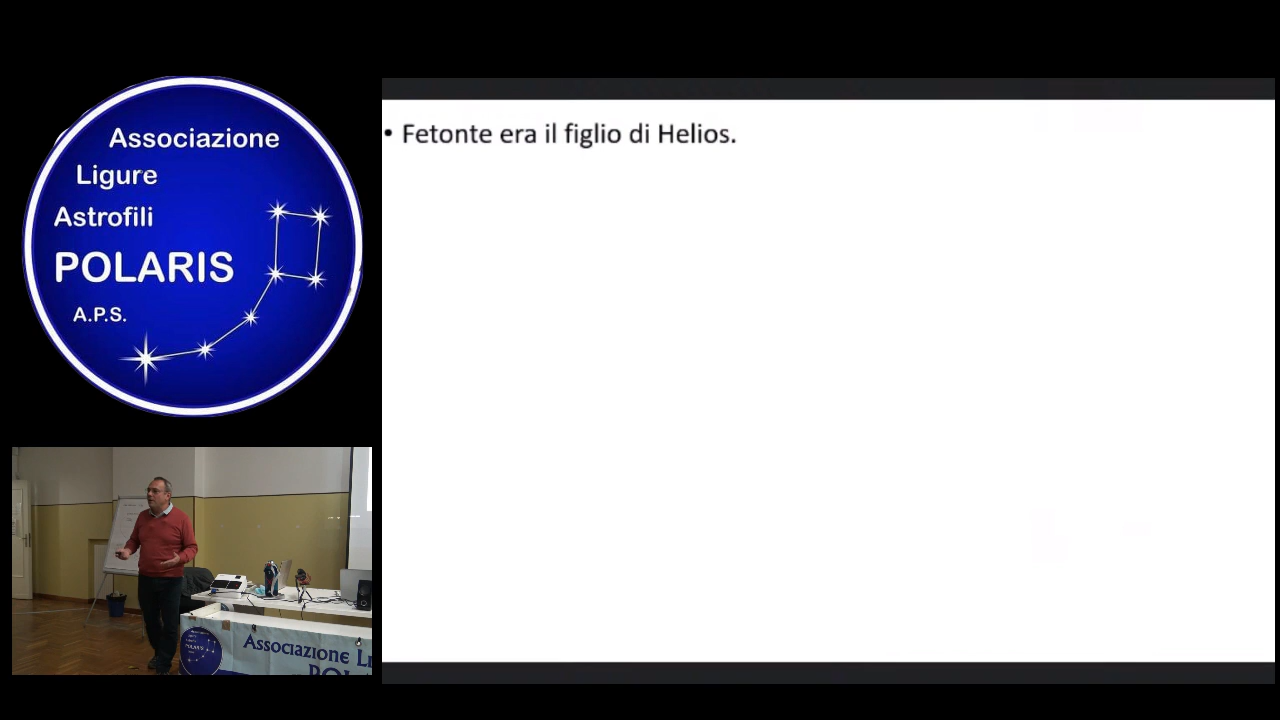 Associazione
Ligure
Astrofili
POLARIS
A.P.S.
• Fetonte era il figlio di Helios.
Associazione